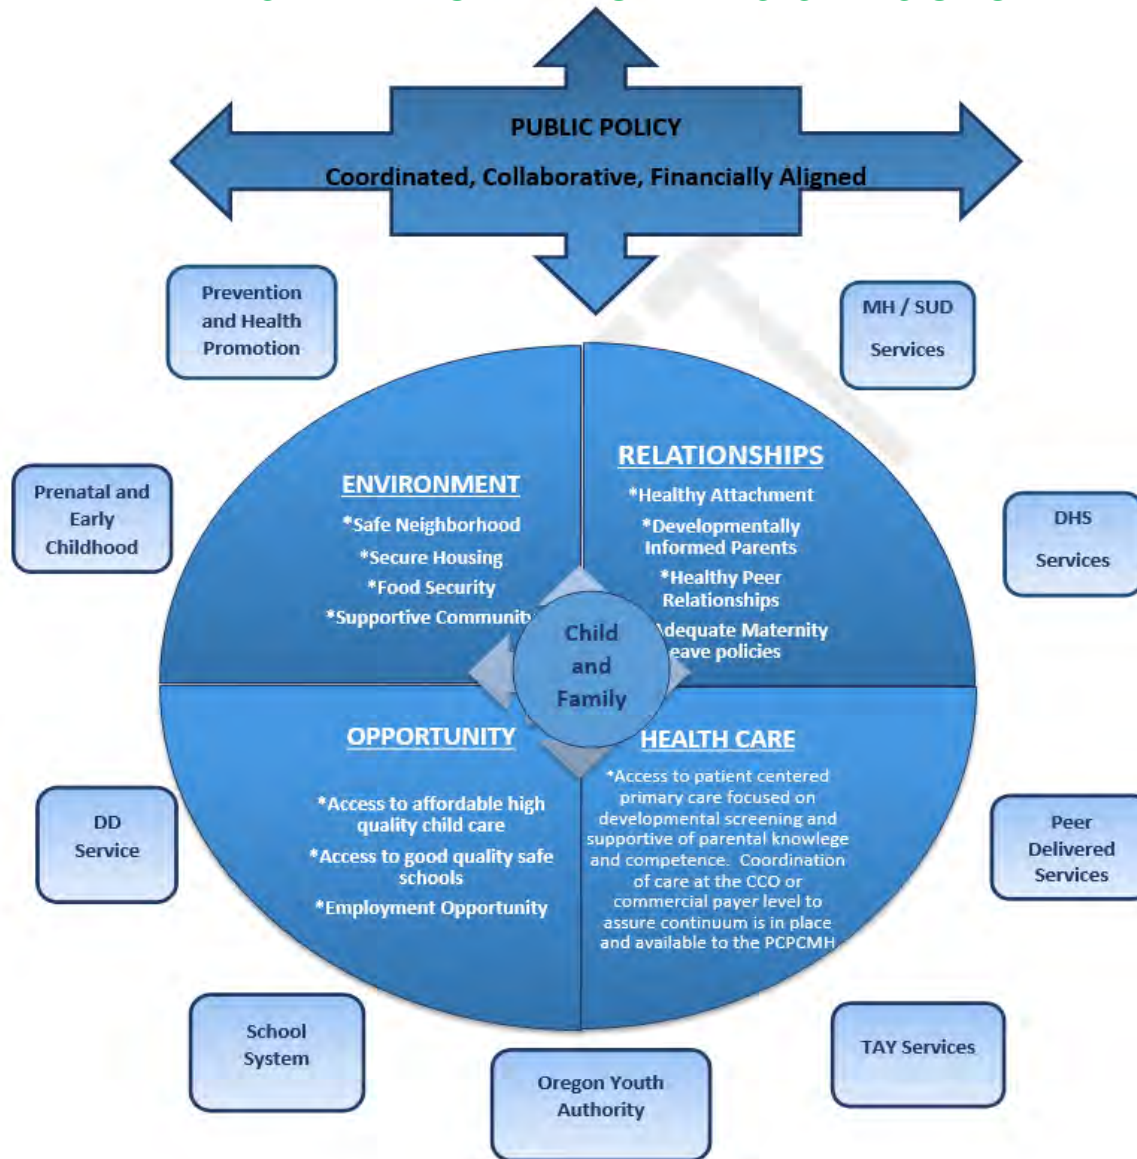 PUBLIC POLICY
Coordinated, Collaborative, Financially Aligned
Prevention
and Health
Promotion
MH / SUD
Services
Prenatal and
Early
Childhood
DHS
Services
ENVIRONMENT
*Safe Neighborhood
*Secure Housing
*Food Security
*Supportive Community
RELATIONSHIPS
*Healthy Attachment
*Developmentally
Informed Parents
*Healthy Peer
Relationships
Adequate Maternity
eave policies
Child
and
Family
OPPORTUNITY
*Access to affordable high
quality child care
*Access to good quality safe
schools
*Employment Opportunity
HEALTH CARE
*Access to patient centered
primary care focused on
developmental screening and
supportive of parental knowlege
and competence.  Coordination
of care at the CCO or
commercial payer level to
assure continuum is in place
and available to the PCPCMH
DD
Service
Peer
Delivered
Services
School
System
Oregon Youth
Authority
TAY Services